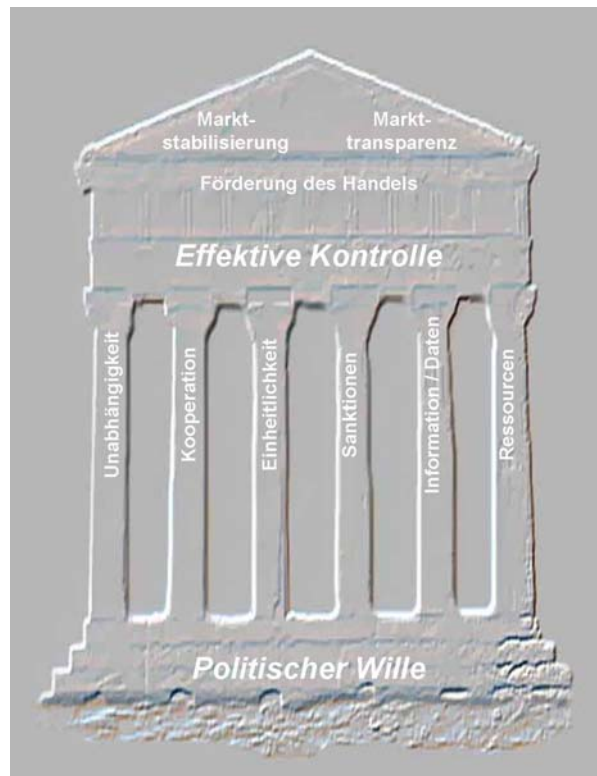 Markt-
stabilisierung
Markt-
transparenz
Förderung des Handels
Effektive Kontrolle
Unabhängigkeit
Kooperation
Einheitlichkeit
Sanktionen
Information / Daten
Ressourcen
Politischer Wille